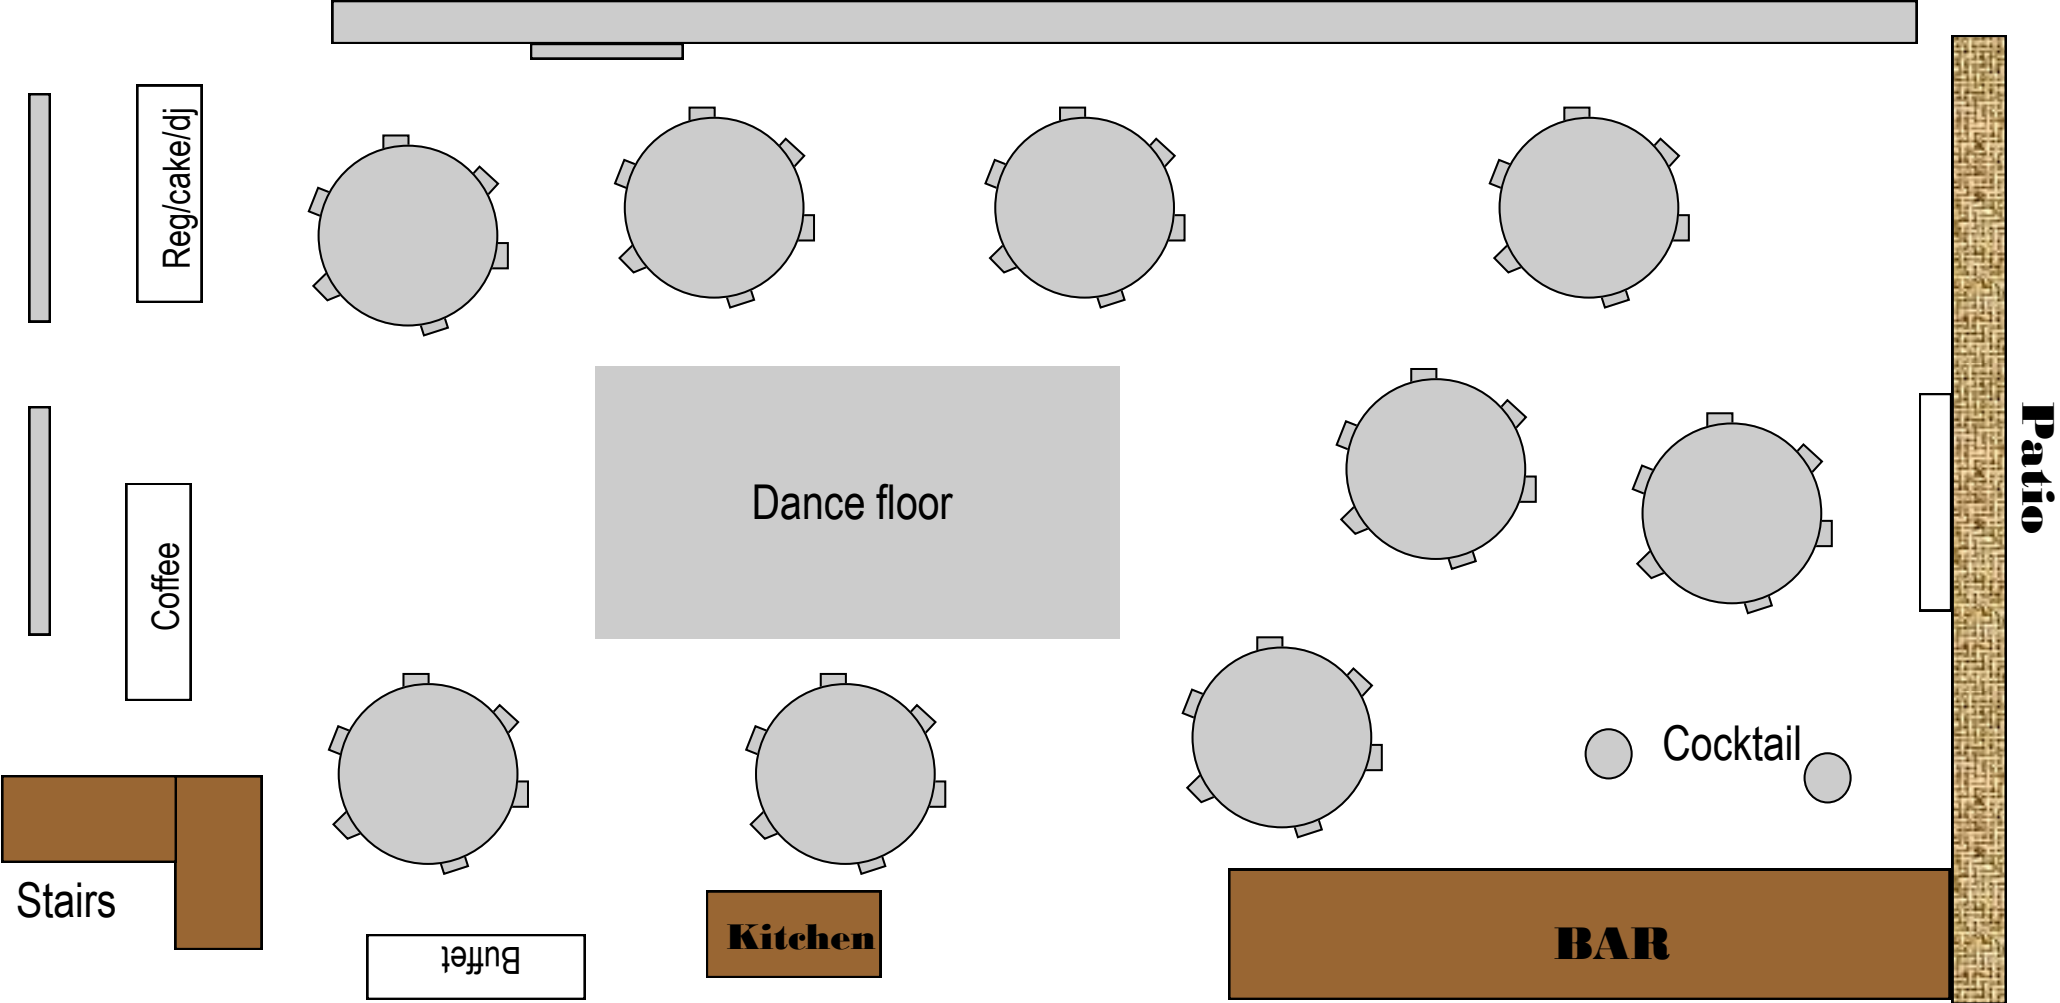 Reg/cake/dj
Patio
Dance floor
Coffee
Cocktail
Stairs
Kitchen
BAR
Buffet